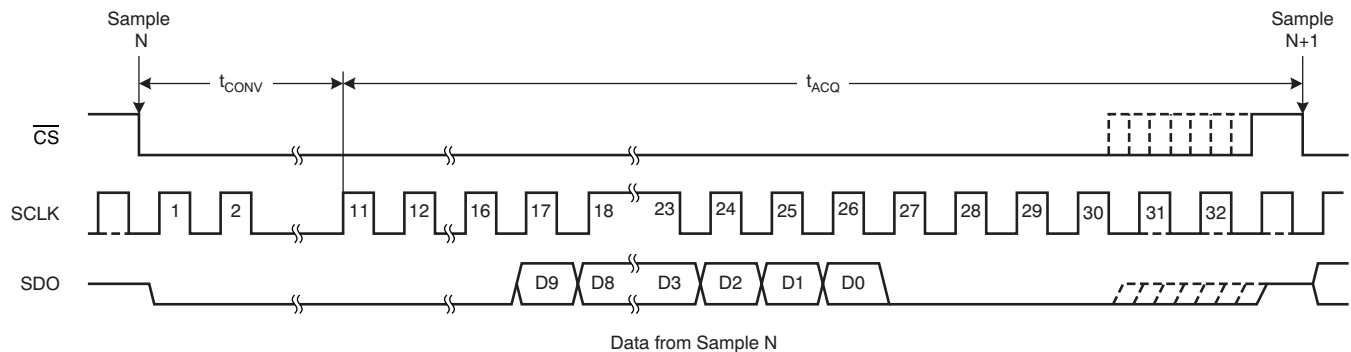 Sample
N
Sample
N+1
tCONV
tACQ
CS
SCLK
1 2 11 12 16 17 18 23 24 25 26 27 28 29 30 31 32
SDO
D9 D8 D3 D2 D1 D0
Data from Sample N